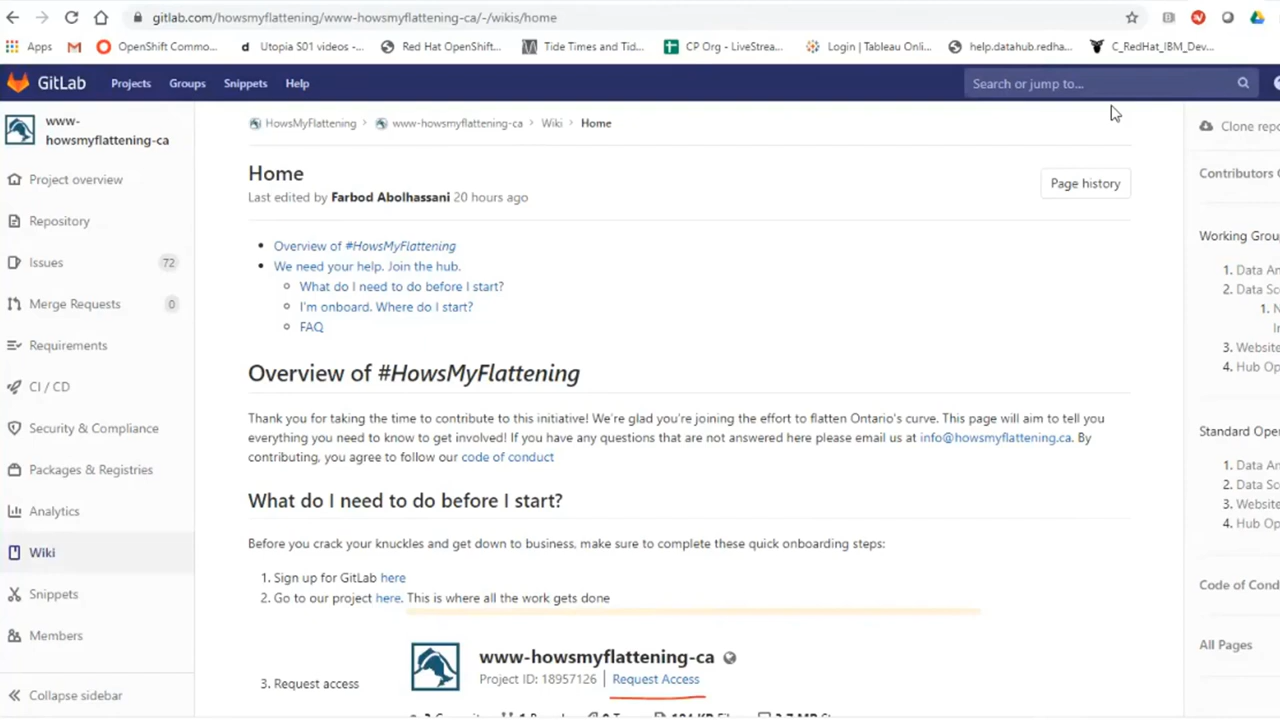 gitlab.com/howsmyflattening/www-howsmyflattening-ca/-/wikis/home
Apps OpenShift Commo... Utopia S01 videos -... Red Hat OpenShift... Tide Times and Tid... CP Org - LiveStrea... Login | Tableau Onli... help.datahub.redha... C_RedHat_IBM_Dev...
GitLab Projects Groups Snippets Help Search or jump to...
www-
howsmyflattening-ca
Project overview
Repository
Issues 72
Merge Requests 0
Requirements
CI / CD
Security & Compliance
Packages & Registries
Analytics
Wiki
Snippets
Members
Collapse sidebar
HowsMyFlattening > www-howsmyflattening-ca > Wiki > Home
Home
Last edited by Farbod Abolhassani 20 hours ago
Page history
• Overview of #HowsMyFlattening
• We need your help. Join the hub.
◦ What do I need to do before I start?
◦ I'm onboard. Where do I start?
◦ FAQ
Overview of #HowsMyFlattening
Thank you for taking the time to contribute to this initiative! We're glad you're joining the effort to flatten Ontario's curve. This page will aim to tell you
everything you need to know to get involved! If you have any questions that are not answered here please email us at info@howsmyflattening.ca. By
contributing, you agree to follow our code of conduct
What do I need to do before I start?
Before you crack your knuckles and get down to business, make sure to complete these quick onboarding steps:
1. Sign up for GitLab here
2. Go to our project here. This is where all the work gets done
www-howsmyflattening-ca
Project ID: 18957126 | Request Access
3. Request access
Clone repo
Contributors
Working Grou
1. Data An
2. Data Sc
1. N
In
3. Website
4. Hub Op
Standard Oper
1. Data An
2. Data Sc
3. Website
4. Hub Op
Code of Cond
All Pages